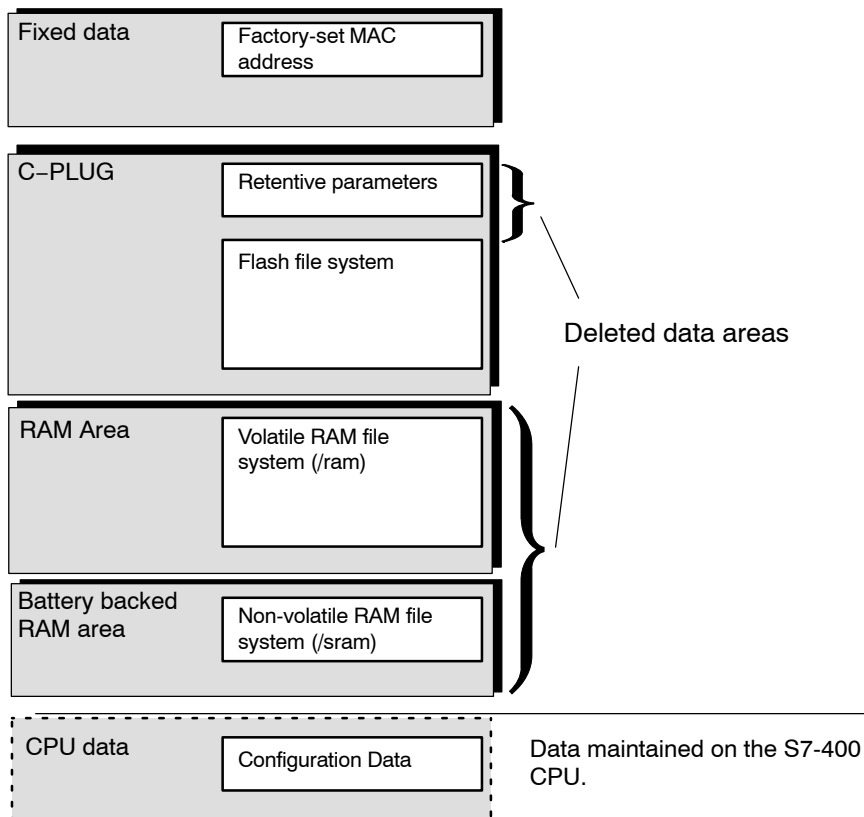 Fixed data
Factory-set MAC
address
C−PLUG
Retentive parameters
Flash file system
Deleted data areas
RAM Area
Volatile RAM file
system (/ram)
Battery backed
RAM area
Non-volatile RAM file
system (/sram)
CPU data
Configuration Data
Data maintained on the S7-400
CPU.